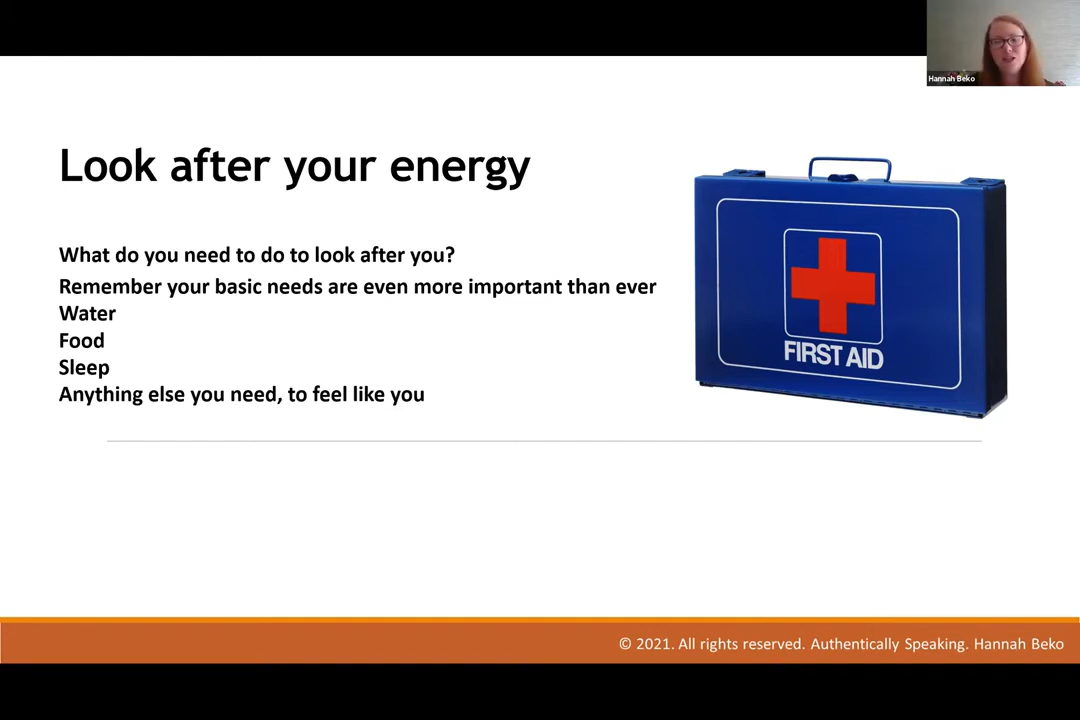 Hannah Beko
Look after your energy
What do you need to do to look after you?
Remember your basic needs are even more important than ever
Water
Food
Sleep
Anything else you need, to feel like you
FIRST AID
© 2021. All rights reserved. Authentically Speaking. Hannah Beko